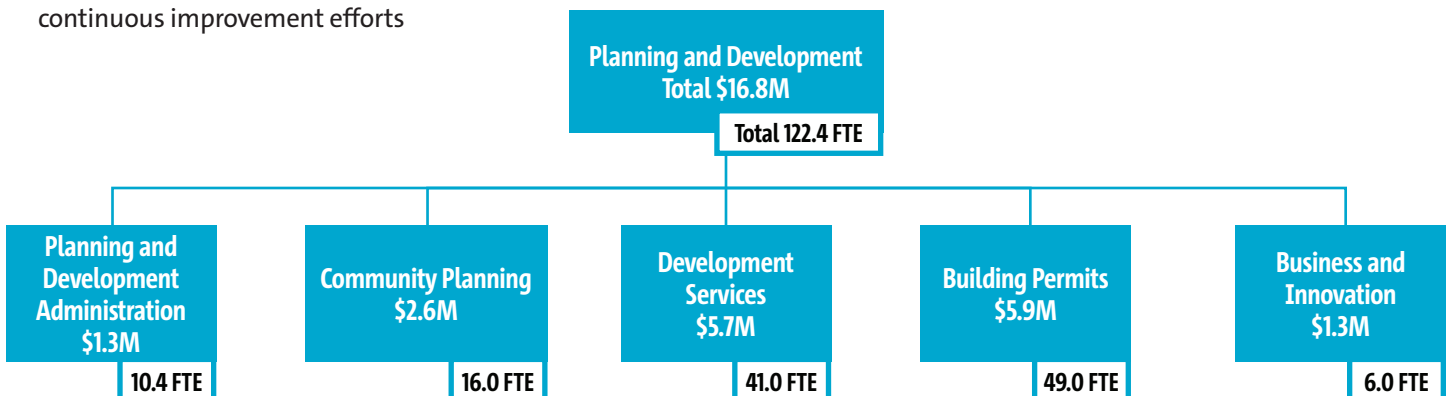 continuous improvement efforts
Planning and Development
Total $16.8M
Total 122.4 FTE
Planning and
Development
Administration
$1.3M
10.4 FTE
Community Planning
$2.6M
16.0 FTE
Development
Services
$5.7M
41.0 FTE
Building Permits
$5.9M
49.0 FTE
Business and
Innovation
$1.3M
6.0 FTE